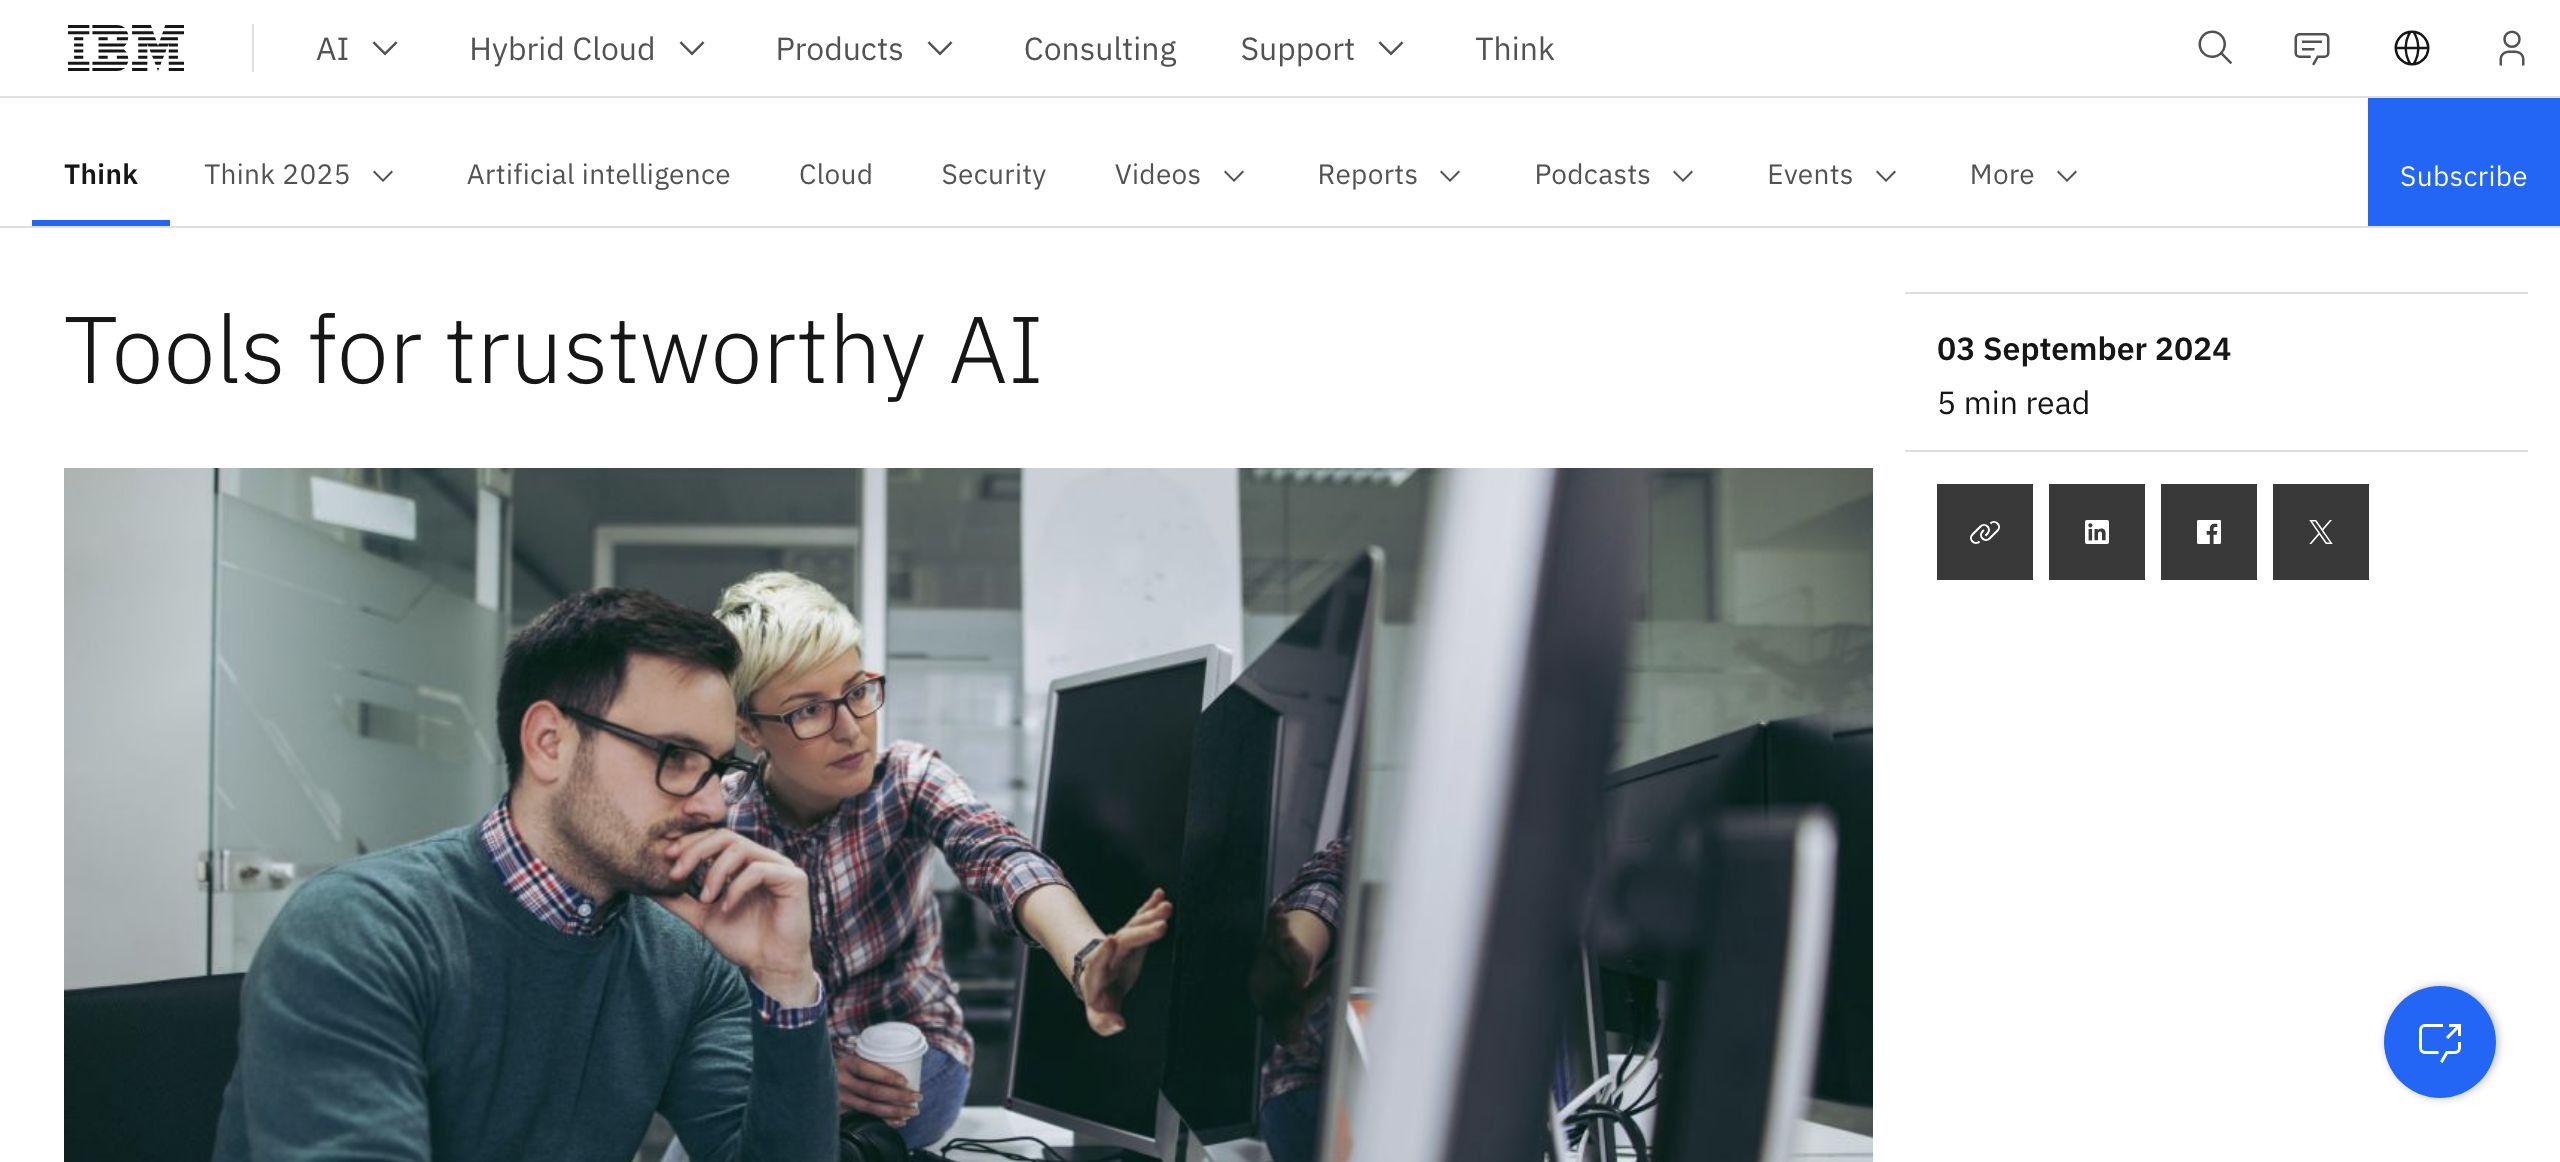 IBM
AI
Hybrid Cloud
Products
Consulting
Support
Think
Think
Think 2025
Artificial intelligence
Cloud
Security
Videos
Reports
Podcasts
Events
More
Subscribe
Tools for trustworthy AI
03 September 2024
5 min read